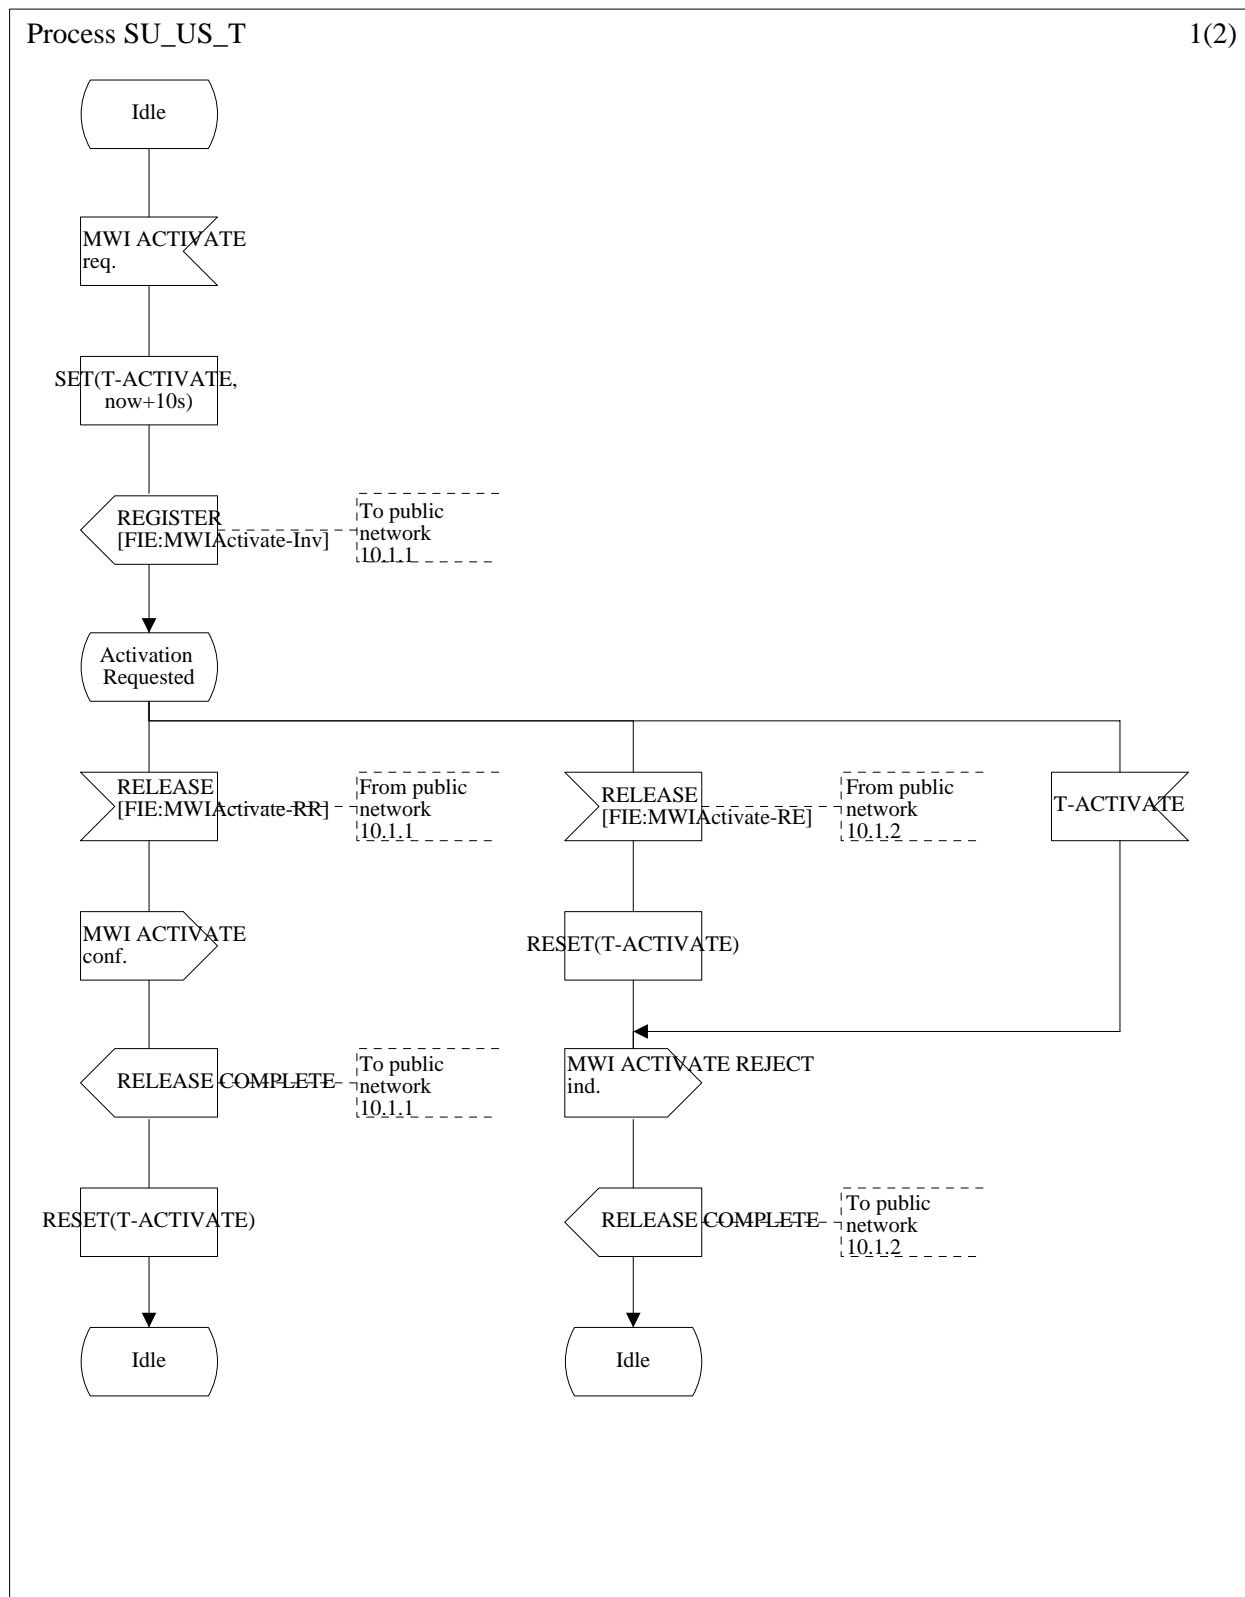 Process SU_US_T
1(2)
Idle
MWI ACTIVATE
req.
SET(T-ACTIVATE,
now+10s)
REGISTER
[FIE:MWIActivate-Inv]
To public
network
10.1.1
Activation
Requested
RELEASE
[FIE:MWIActivate-RR]
From public
network
10.1.1
RELEASE
[FIE:MWIActivate-RE]
From public
network
10.1.2
T-ACTIVATE
MWI ACTIVATE
conf.
RESET(T-ACTIVATE)
RELEASE COMPLETE
To public
network
10.1.1
MWI ACTIVATE REJECT
ind.
RESET(T-ACTIVATE)
RELEASE COMPLETE
To public
network
10.1.2
Idle
Idle